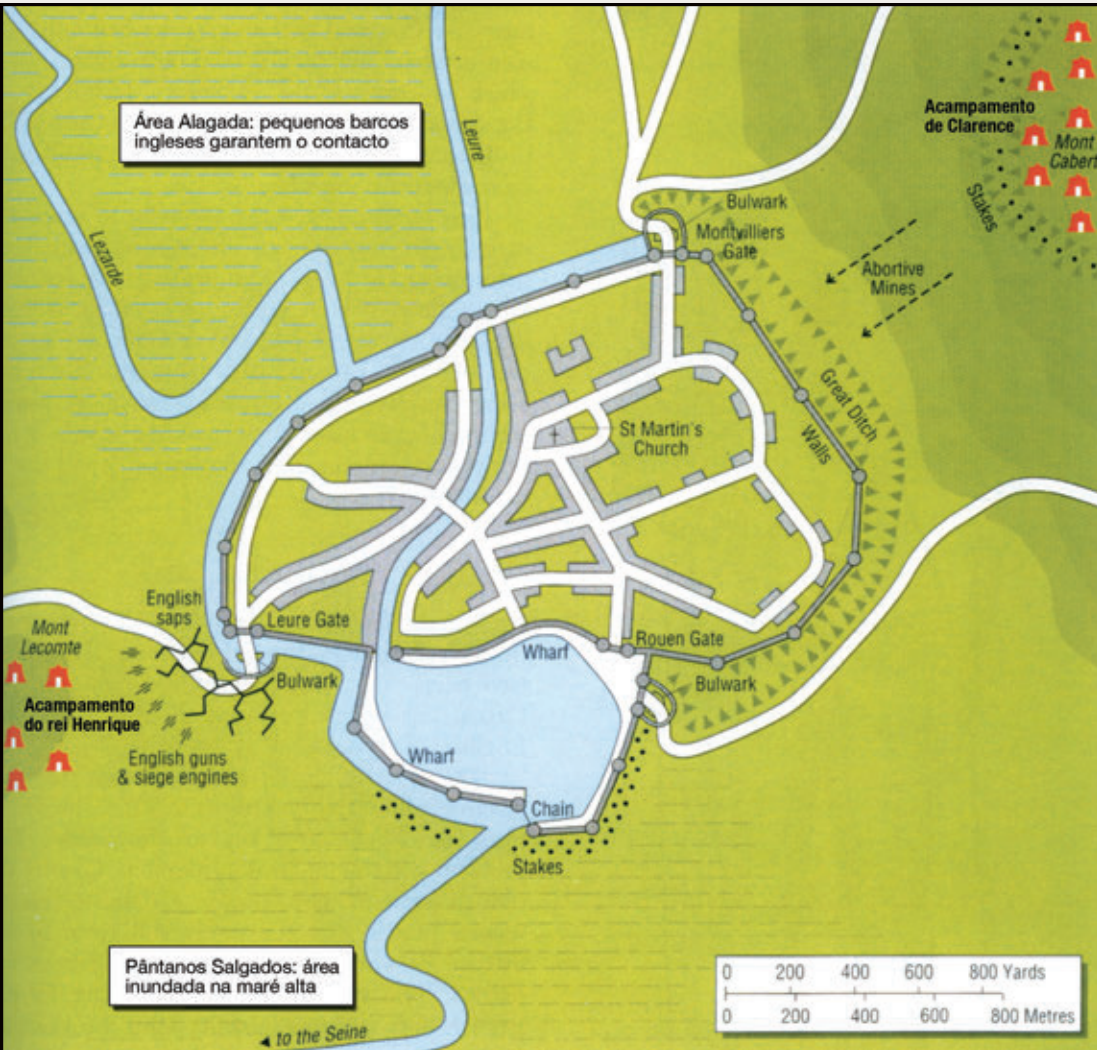 Área Alagada: pequenos barcos
ingleses garantem o contacto
Leure
Lezarde
Acampamento
de Clarence
Mont
Cabert
Stakes
Bulwark
Montvilliers
Gate
Abortive
Mines
Great Ditch
Walls
St Martin's
Church
English
saps
Mont
Lecomte
Leure Gate
Wharf
Rouen Gate
Bulwark
Bulwark
Acampamento
do rei Henrique
English guns
& siege engines
Wharf
Chain
Stakes
Pântanos Salgados: área
inundada na maré alta
to the Seine
0 200 400 600 800 Yards
0 200 400 600 800 Metres